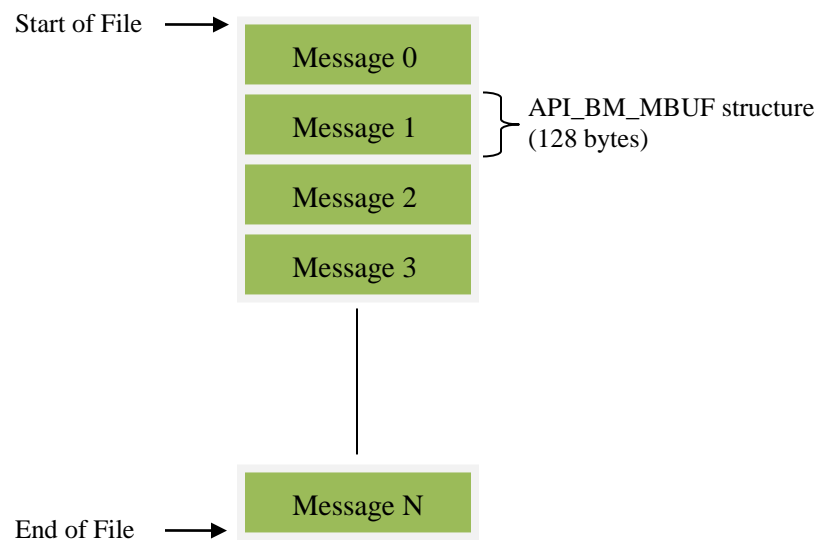 Start of File
Message 0
Message 1
API_BM_MBUF structure
(128 bytes)
Message 2
Message 3
Message N
End of File